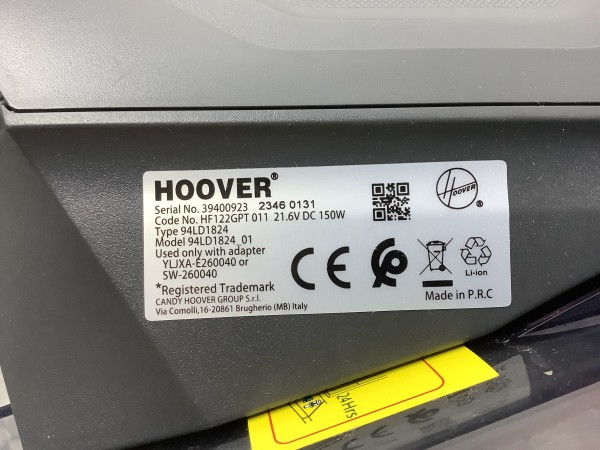 HOOVER®
Serial No. 39400923 2346 0131
Code No. HF122GPT 011 21.6V DC 150W
Type 94LD1824
Model 94LD1824_01
Used only with adapter
YLJXA-E260040 or
SW-260040
*Registered Trademark
CANDY HOOVER GROUP S.r.l.
Via Comolli,16-20861 Brugherio (MB) Italy
HOOVER ®
CE
Li-ion
Made in P.R.C
24Hrs